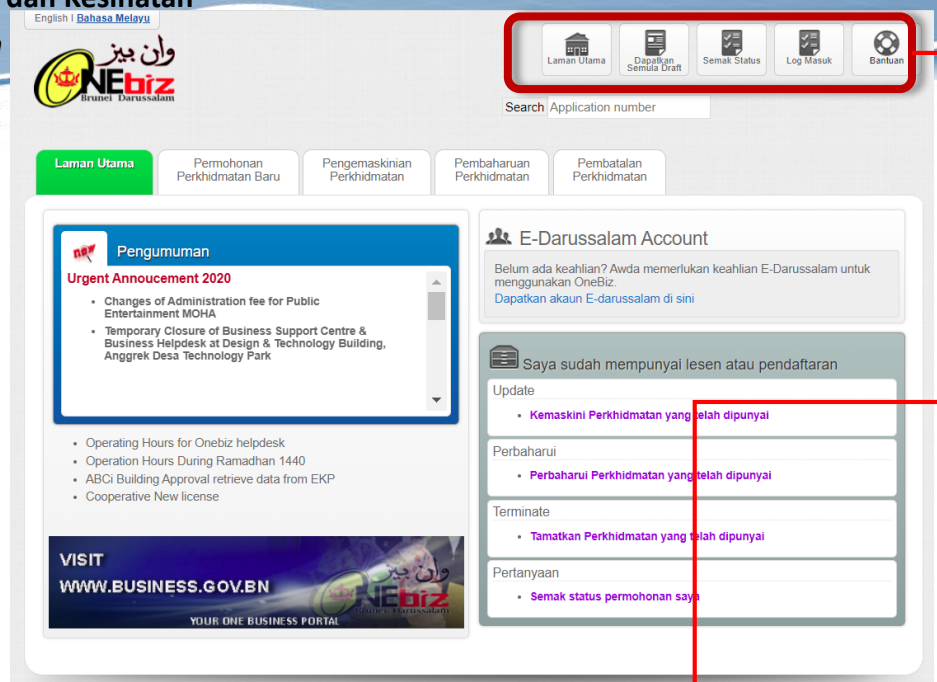 dan Kesihatan
English I Bahasa Melayu
وان بيز
ONEbiz
Brunei Darussalam
Laman Utama
Dapatkan
Semula Draft
Semak Status
Log Masuk
Bantuan
Search Application number
Laman Utama
Permohonan
Perkhidmatan Baru
Pengemaskinian
Perkhidmatan
Pembaharuan
Perkhidmatan
Pembatalan
Perkhidmatan
new
Pengumuman
Urgent Annoucement 2020
• Changes of Administration fee for Public
Entertainment MOHA
• Temporary Closure of Business Support Centre &
Business Helpdesk at Design & Technology Building,
Anggrek Desa Technology Park
• Operating Hours for Onebiz helpdesk
• Operation Hours During Ramadhan 1440
• ABCi Building Approval retrieve data from EKP
• Cooperative New license
VISIT
WWW.BUSINESS.GOV.BN
YOUR ONE BUSINESS PORTAL
وان بيز
ONEbiz
Brunei Darussalam
E-Darussalam Account
Belum ada keahlian? Awda memerlukan keahlian E-Darussalam untuk
menggunakan OneBiz.
Dapatkan akaun E-darussalam di sini
Saya sudah mempunyai lesen atau pendaftaran
Update
• Kemaskini Perkhidmatan yang telah dipunyai
Perbaharui
• Perbaharui Perkhidmatan yang telah dipunyai
Terminate
• Tamatkan Perkhidmatan yang telah dipunyai
Pertanyaan
• Semak status permohonan saya